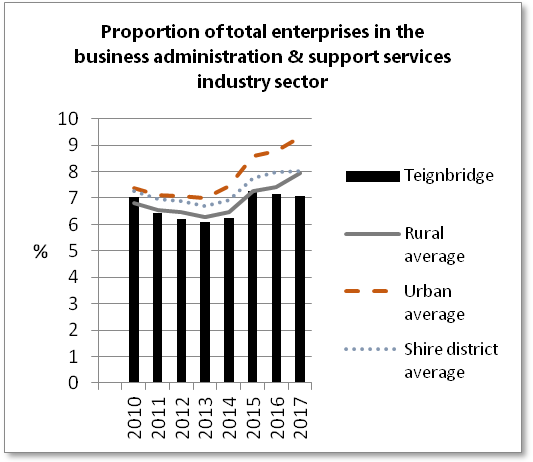 Proportion of total enterprises in the
business administration & support services
industry sector
10
9
8
7
6
5
4
3
2
1
0
%
2010
2011
2012
2013
2014
2015
2016
2017
Teignbridge
Rural
average
Urban
average
Shire district
average